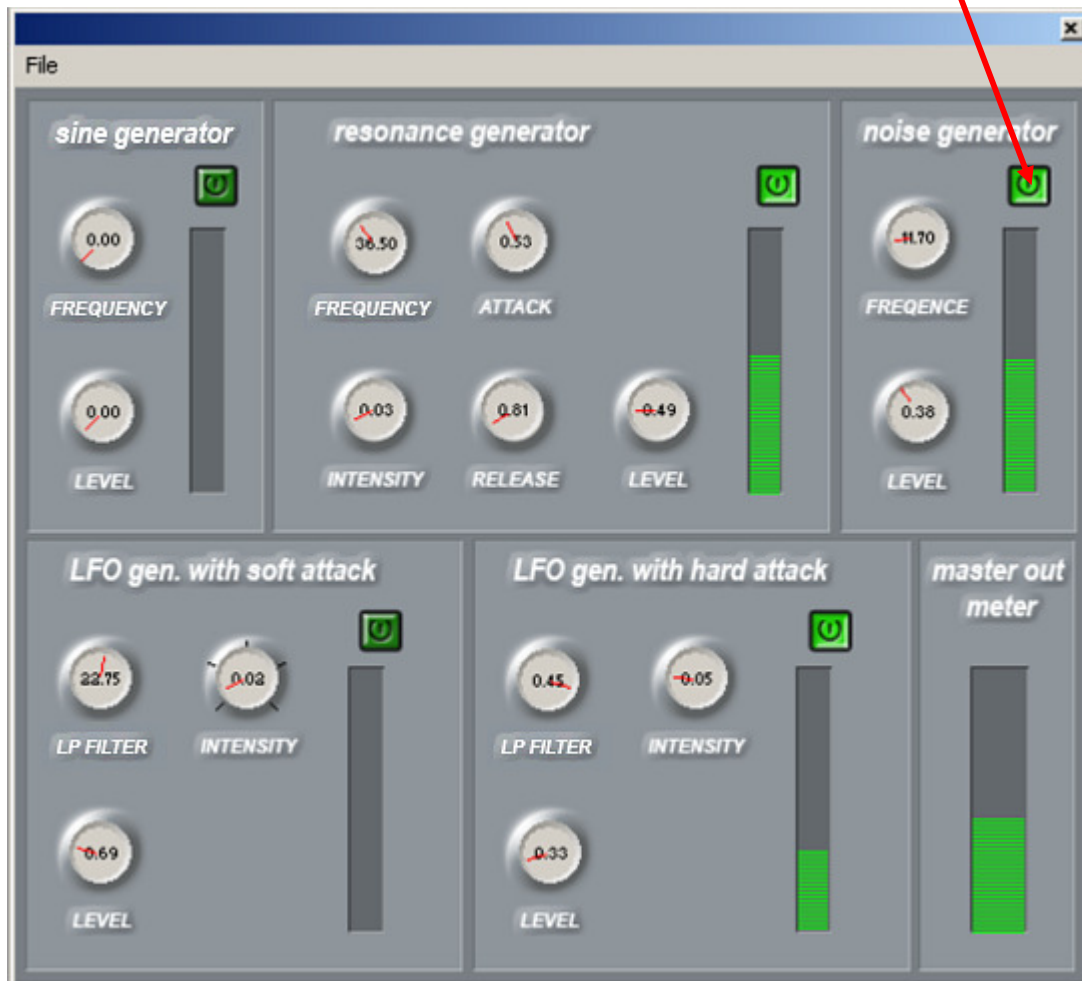 File
sine generator
0.00
FREQUENCY
0.00
LEVEL
resonance generator
36.50
FREQUENCY
0.53
ATTACK
0.03
INTENSITY
0.81
RELEASE
0.49
LEVEL
noise generator
11.70
FREQENCE
0.38
LEVEL
LFO gen. with soft attack
22.75
LP FILTER
0.02
INTENSITY
0.69
LEVEL
LFO gen. with hard attack
0.45
LP FILTER
0.05
INTENSITY
0.33
LEVEL
master out
meter